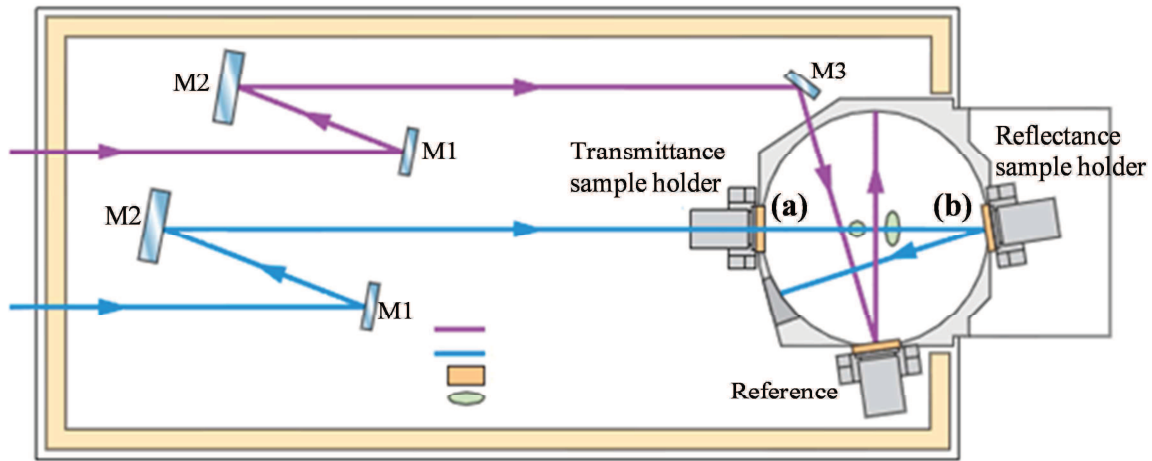 M2
M3
M1
Transmittance
sample holder
Reflectance
sample holder
M2
(a)
(b)
M1
Reference